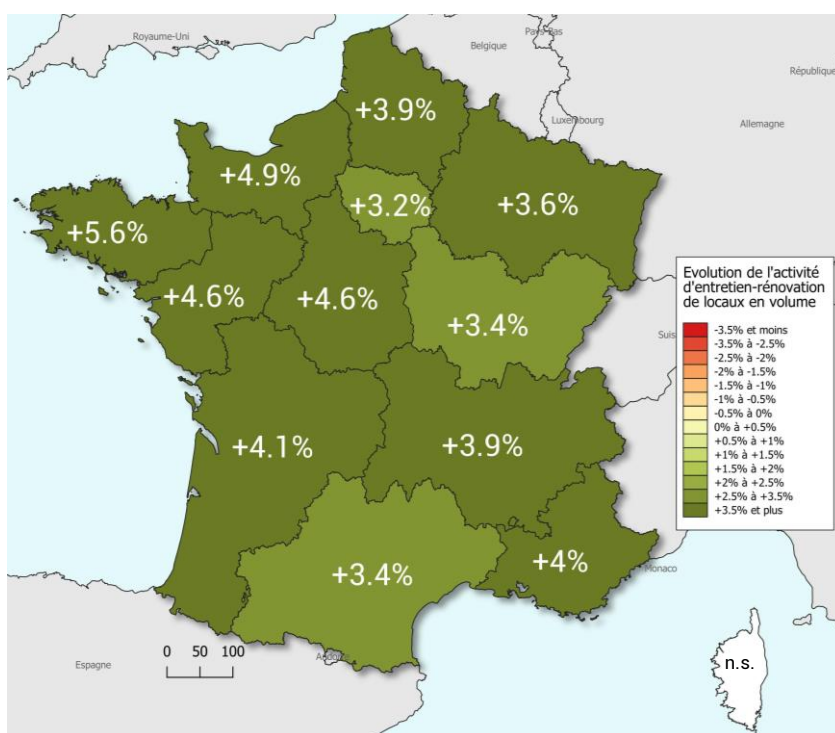 Royaume-Uni
Pays-Bas
Belgique
République
Luxembourg
Allemagne
+3.9%
+4.9%
+3.2%
+3.6%
+5.6%
+4.6%
+4.6%
+3.4%
Evolution de l'activité
d'entretien-rénovation
de locaux en volume
-3.5% et moins
-3.5% à -2.5%
-2.5% à -2%
-2% à -1.5%
-1.5% à -1%
-1% à -0.5%
-0.5% à 0%
0% à +0.5%
+0.5% à +1%
+1% à +1.5%
+1.5% à +2%
+2% à +2.5%
+2.5% à +3.5%
+3.5% et plus
Suis
+4.1%
+3.9%
+4%
Monaco
+3.4%
0 50 100
Espagne
n.s.